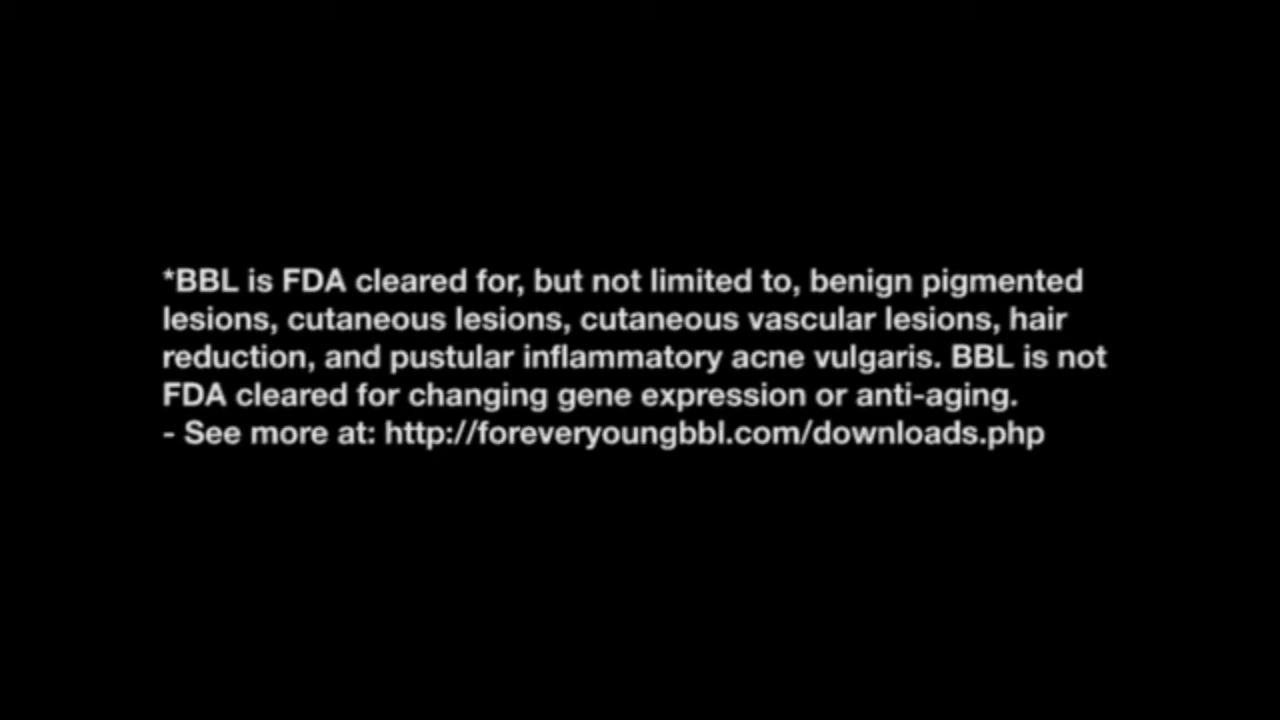 *BBL is FDA cleared for, but not limited to, benign pigmented
lesions, cutaneous lesions, cutaneous vascular lesions, hair
reduction, and pustular inflammatory acne vulgaris. BBL is not
FDA cleared for changing gene expression or anti-aging.
- See more at: http://foreveryoungbbl.com/downloads.php